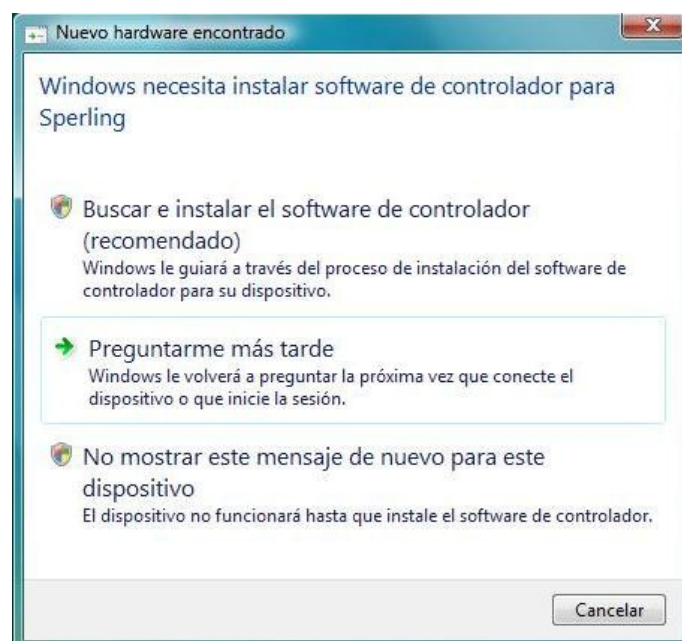 Nuevo hardware encontrado
Windows necesita instalar software de controlador para
Sperling
Buscar e instalar el software de controlador
(recomendado)
Windows le guiará a través del proceso de instalación del software de
controlador para su dispositivo.
Preguntarme más tarde
Windows le volverá a preguntar la próxima vez que conecte el
dispositivo o que inicie la sesión.
No mostrar este mensaje de nuevo para este
dispositivo
El dispositivo no funcionará hasta que instale el software de controlador.
Cancelar